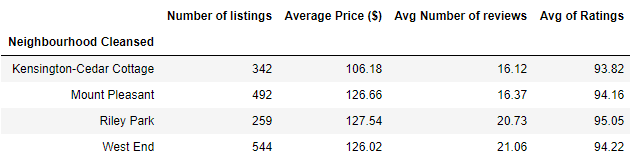 Number of listings Average Price ($) Avg Number of reviews Avg of Ratings
Neighbourhood Cleansed
Kensington-Cedar Cottage 342 106.18 16.12 93.82
Mount Pleasant 492 126.66 16.37 94.16
Riley Park 259 127.54 20.73 95.05
West End 544 126.02 21.06 94.22